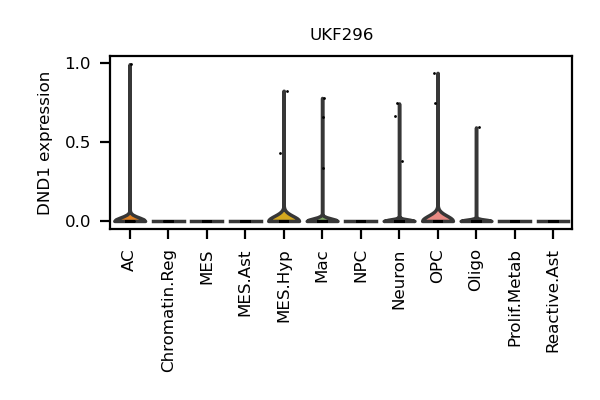 UKF296
DND1 expression
1.0
0.5
0.0
AC
Chromatin.Reg
MES
MES.Ast
MES.Hyp
Mac
NPC
Neuron
OPC
Oligo
Prolif.Metab
Reactive.Ast